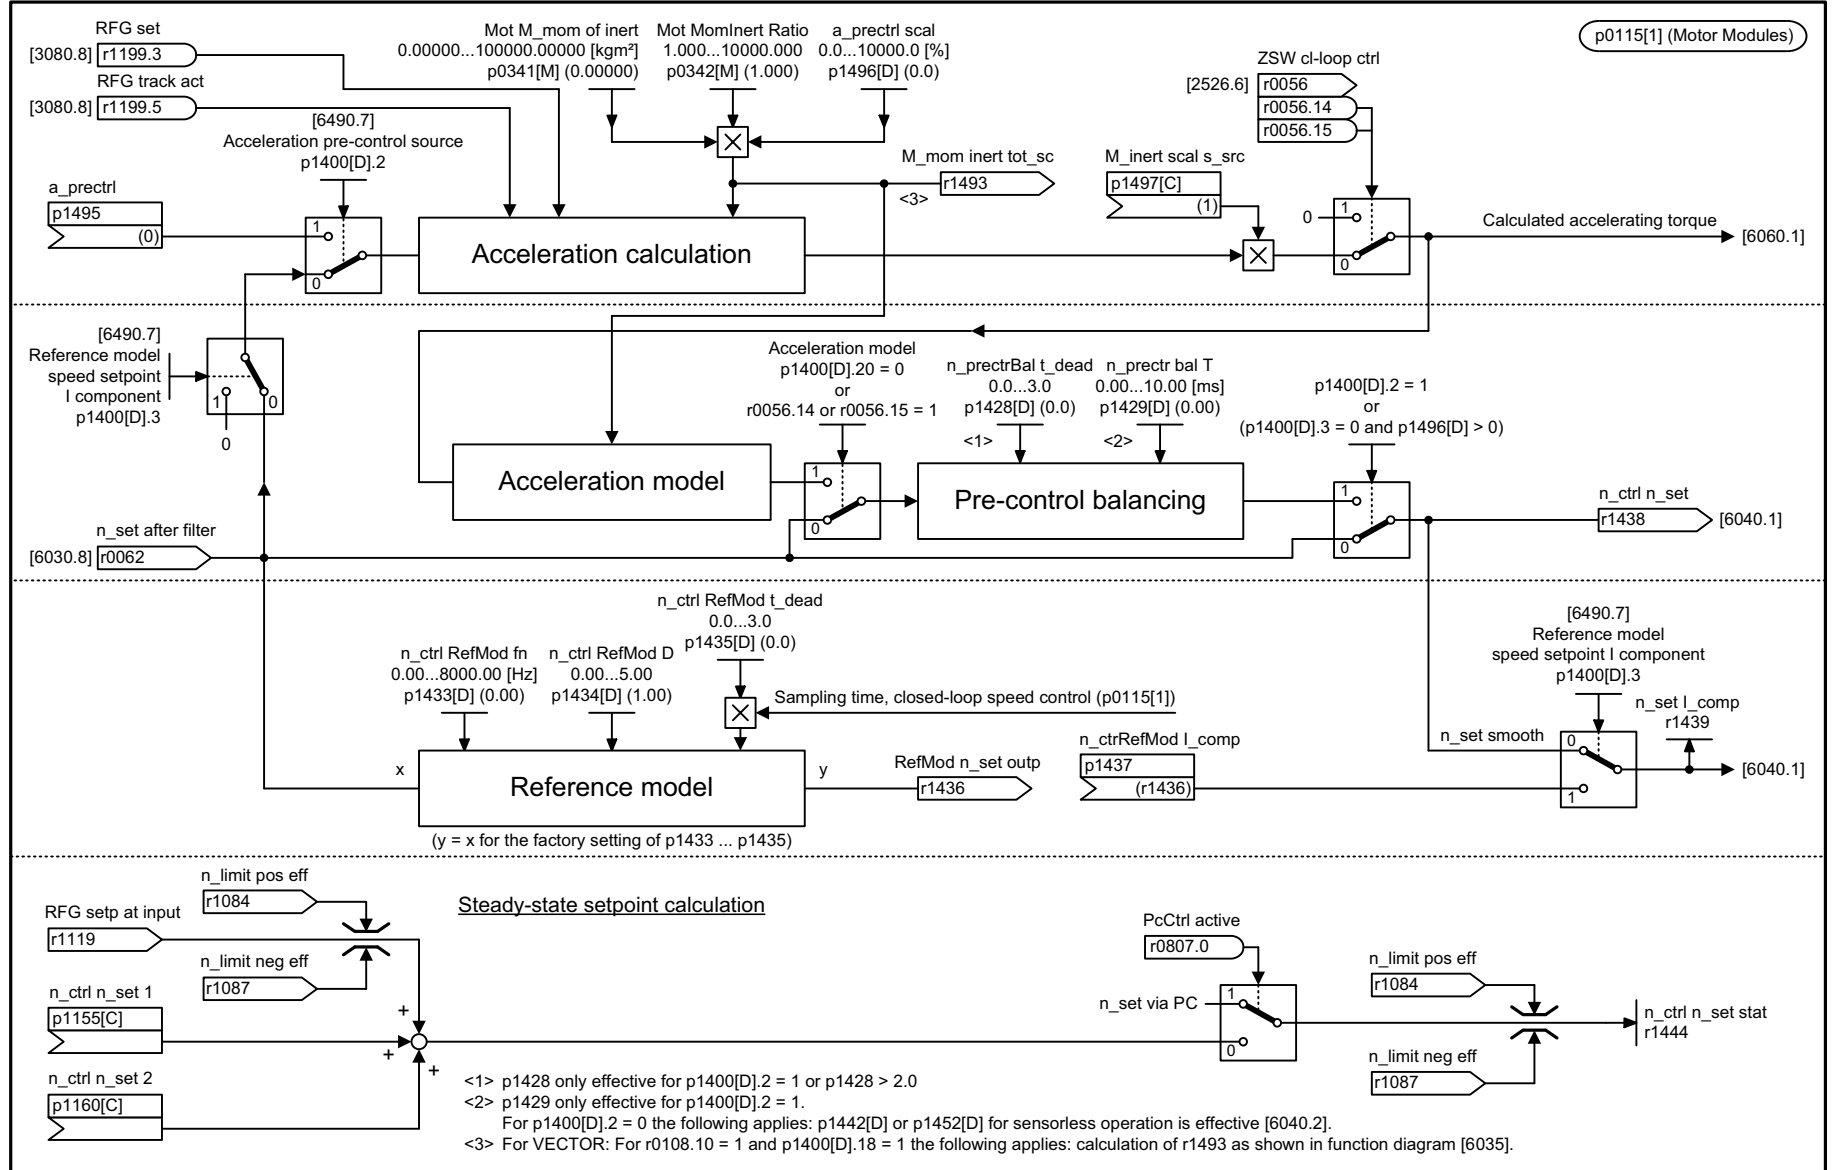 RFG set
[3080.8] r1199.3
RFG track act
[3080.8] r1199.5
Mot M_mom of inert
0.00000...100000.00000 [kgm²]
p0341[M] (0.00000)
Mot MomInert Ratio
1.000...10000.000
p0342[M] (1.000)
a_prectrl scal
0.0...10000.0 [%]
p1496[D] (0.0)
p0115[1] (Motor Modules)
ZSW cl-loop ctrl
[2526.6] r0056
r0056.14
r0056.15
[6490.7]
Acceleration pre-control source
p1400[D].2
a_prectrl
p1495
(0)
1
0
M_mom inert tot_sc
r1493
<3>
M_inert scal s_src
p1497[C]
(1)
Acceleration calculation
0
1
0
Calculated accelerating torque
[6060.1]
[6490.7]
Reference model
speed setpoint
I component
p1400[D].3
1
0
0
Acceleration model
p1400[D].20 = 0
or
r0056.14 or r0056.15 = 1
n_prectrBal t_dead
0.0...3.0
p1428[D] (0.0)
<1>
n_prectr bal T
0.00...10.00 [ms]
p1429[D] (0.00)
<2>
p1400[D].2 = 1
or
(p1400[D].3 = 0 and p1496[D] > 0)
Acceleration model
1
0
Pre-control balancing
1
0
n_ctrl n_set
r1438
[6040.1]
n_set after filter
[6030.8] r0062
n_ctrl RefMod t_dead
0.0...3.0
p1435[D] (0.0)
n_ctrl RefMod fn
0.00...8000.00 [Hz]
p1433[D] (0.00)
n_ctrl RefMod D
0.00...5.00
p1434[D] (1.00)
Sampling time, closed-loop speed control (p0115[1])
[6490.7]
Reference model
speed setpoint I component
p1400[D].3
n_set I_comp
r1439
x
Reference model
y
RefMod n_set outp
r1436
n_ctrRefMod I_comp
p1437
(r1436)
n_set smooth
0
1
[6040.1]
(y = x for the factory setting of p1433 ... p1435)
Steady-state setpoint calculation
n_limit pos eff
r1084
RFG setp at input
r1119
n_limit neg eff
r1087
n_ctrl n_set 1
p1155[C]
n_ctrl n_set 2
p1160[C]
+
+
+
PcCtrl active
r0807.0
n_set via PC
1
0
n_limit pos eff
r1084
n_limit neg eff
r1087
n_ctrl n_set stat
r1444
<1> p1428 only effective for p1400[D].2 = 1 or p1428 > 2.0
<2> p1429 only effective for p1400[D].2 = 1.
For p1400[D].2 = 0 the following applies: p1442[D] or p1452[D] for sensorless operation is effective [6040.2].
<3> For VECTOR: For r0108.10 = 1 and p1400[D].18 = 1 the following applies: calculation of r1493 as shown in function diagram [6035].